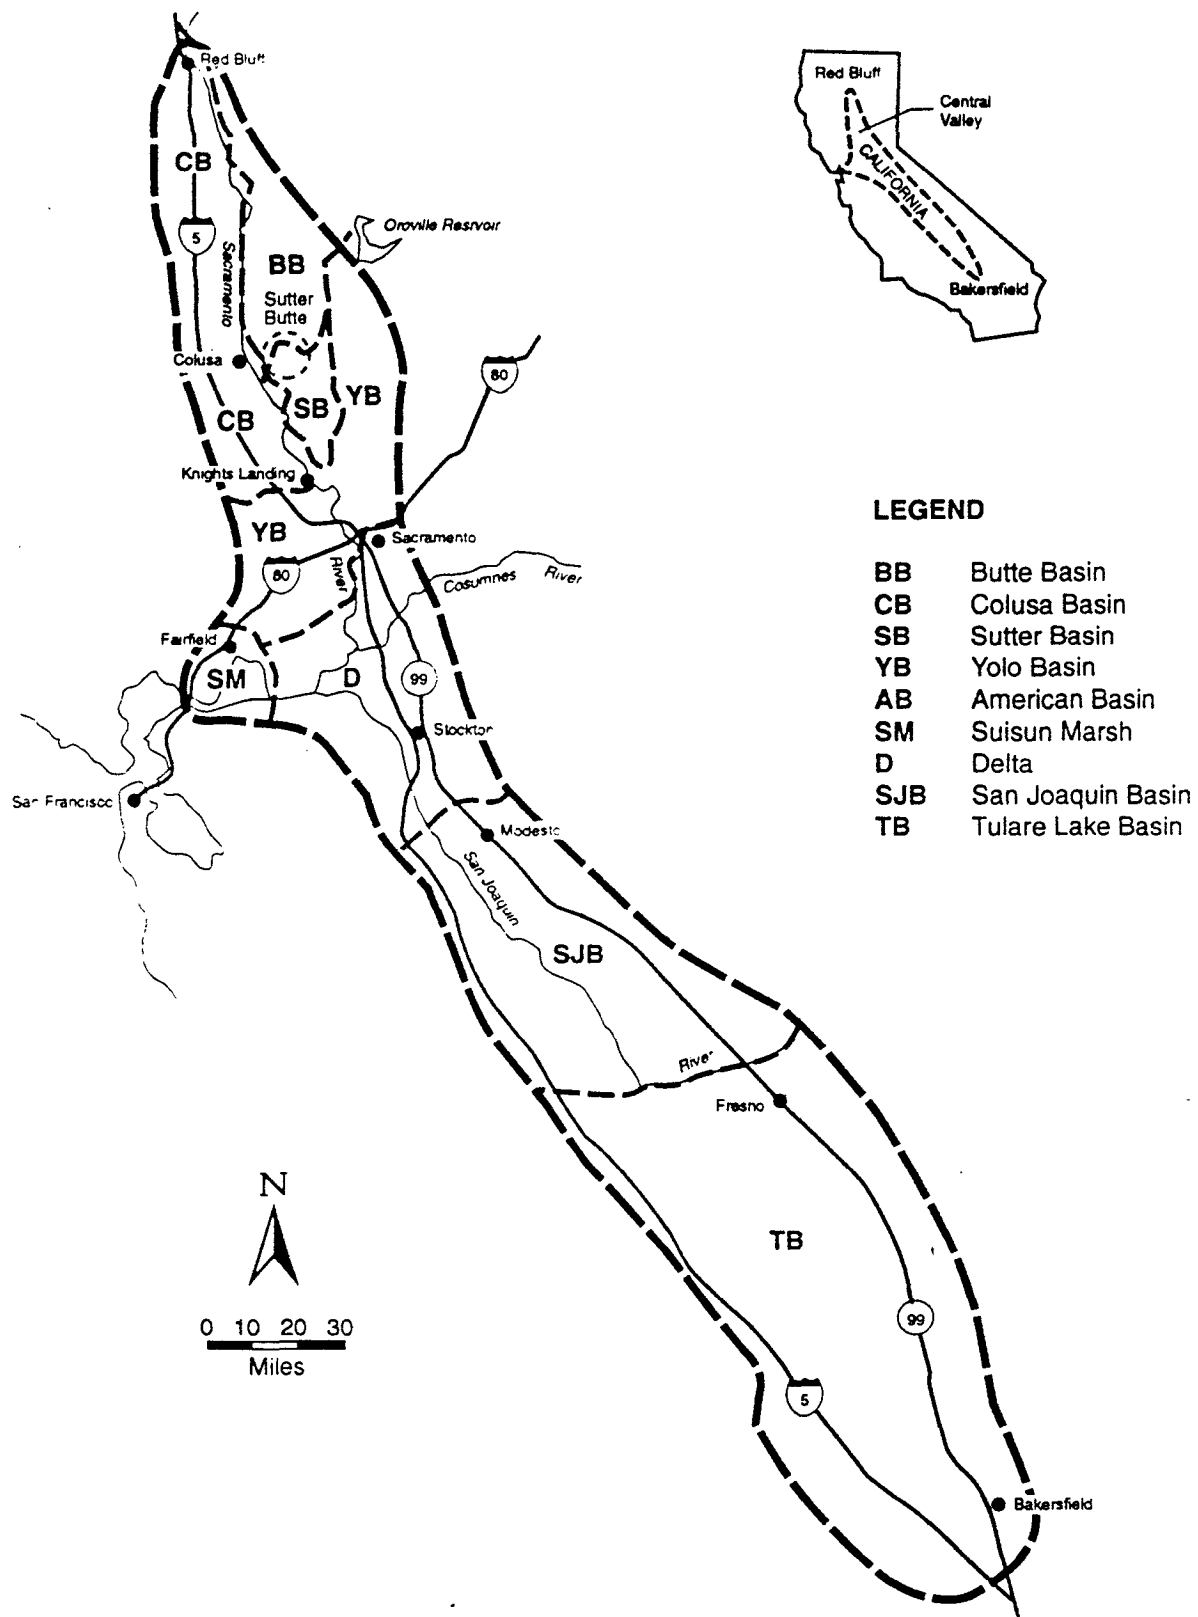 Red Bluff
CB
5
Sacramento
Oroville Resrvoir
BB
Sutter
Butte
Colusa
80
SB
YB
CB
Knights Landing
YB
Sacramento
80
River
Cosumnes River
Fairfield
SM
D
99
Stockton
San Francisco
Modesto
San Joaquin
SJB
River
Fresno
TB
99
5
Bakersfield
N
0 10 20 30
Miles
Red Bluff
Central
Valley
CALIFORNIA
Bakersfield
LEGEND
BB Butte Basin
CB Colusa Basin
SB Sutter Basin
YB Yolo Basin
AB American Basin
SM Suisun Marsh
D Delta
SJB San Joaquin Basin
TB Tulare Lake Basin